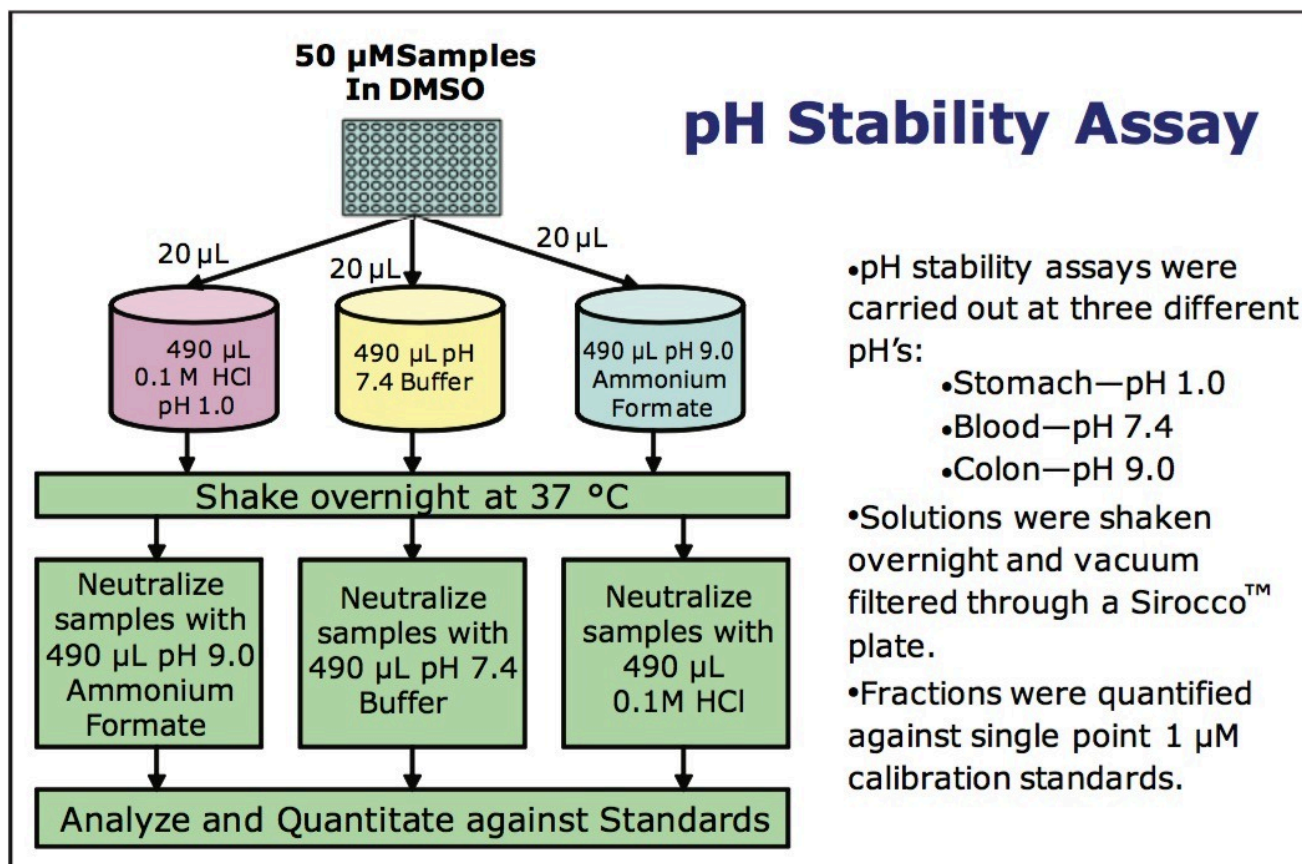 50 µMSamples
In DMSO
pH Stability Assay
20 µL
20 µL
20 µL
490 µL
0.1 M HCl
pH 1.0
490 µL pH
7.4 Buffer
490 µL pH 9.0
Ammonium
Formate
Shake overnight at 37 °C
Neutralize
samples with
490 µL pH 9.0
Ammonium
Formate
Neutralize
samples with
490 µL pH 7.4
Buffer
Neutralize
samples with
490 µL
0.1M HCl
Analyze and Quantitate against Standards
•pH stability assays were
carried out at three different
pH's:
•Stomach—pH 1.0
•Blood—pH 7.4
•Colon—pH 9.0
•Solutions were shaken
overnight and vacuum
filtered through a Sirocco™
plate.
•Fractions were quantified
against single point 1 µM
calibration standards.